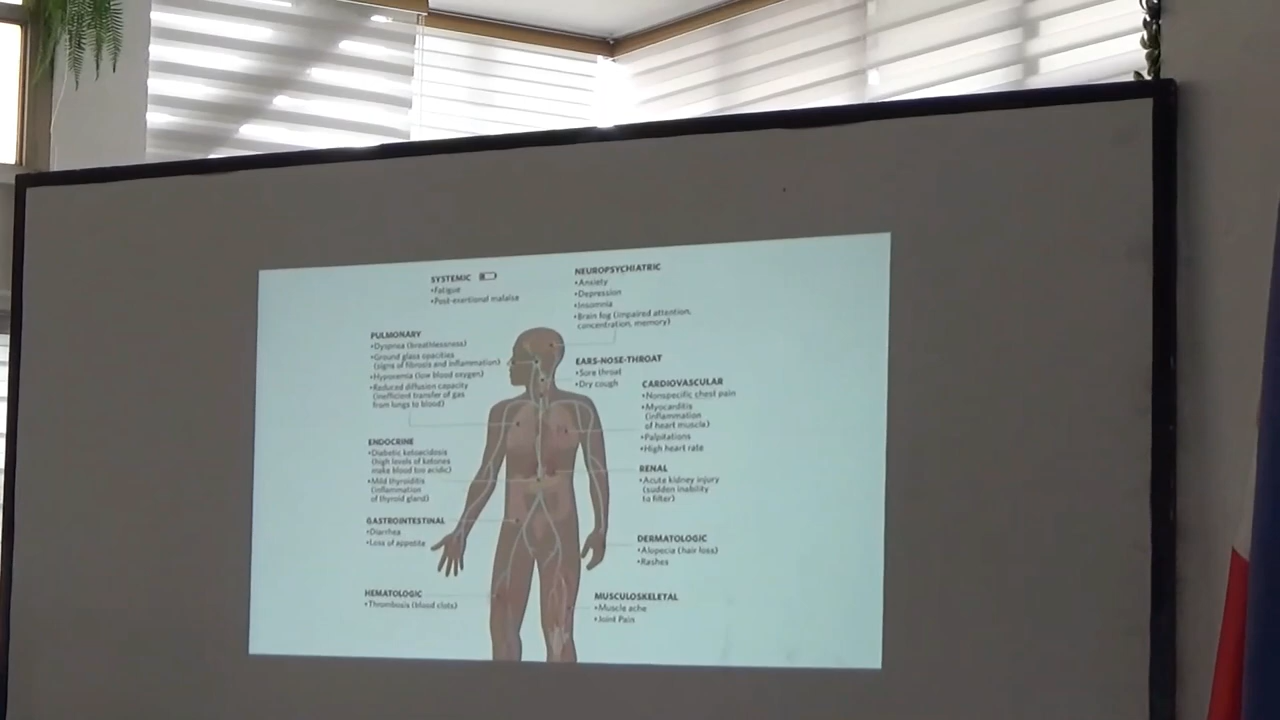 SYSTEMIC
•Fatigue
•Post-exertional malaise
NEUROPSYCHIATRIC
•Anxiety
•Depression
•Insomnia
•Brain fog (impaired attention,
concentration, memory)
PULMONARY
•Dyspnea (breathlessness)
•Ground glass opacities
(signs of fibrosis and inflammation)
•Hypoxemia (low blood oxygen)
•Reduced diffusion capacity
(inefficient transfer of gas
from lungs to blood)
EARS-NOSE-THROAT
•Sore throat
•Dry cough
CARDIOVASCULAR
•Nonspecific chest pain
•Myocarditis
(inflammation
of heart muscle)
•Palpitations
•High heart rate
ENDOCRINE
•Diabetic ketoacidosis
(high levels of ketones
make blood too acidic)
•Mild thyroiditis
(inflammation
of thyroid gland)
RENAL
•Acute kidney injury
(sudden inability
to filter)
GASTROINTESTINAL
•Diarrhea
•Loss of appetite
DERMATOLOGIC
•Alopecia (hair loss)
•Rashes
HEMATOLOGIC
•Thrombosis (blood clots)
MUSCULOSKELETAL
•Muscle ache
•Joint Pain